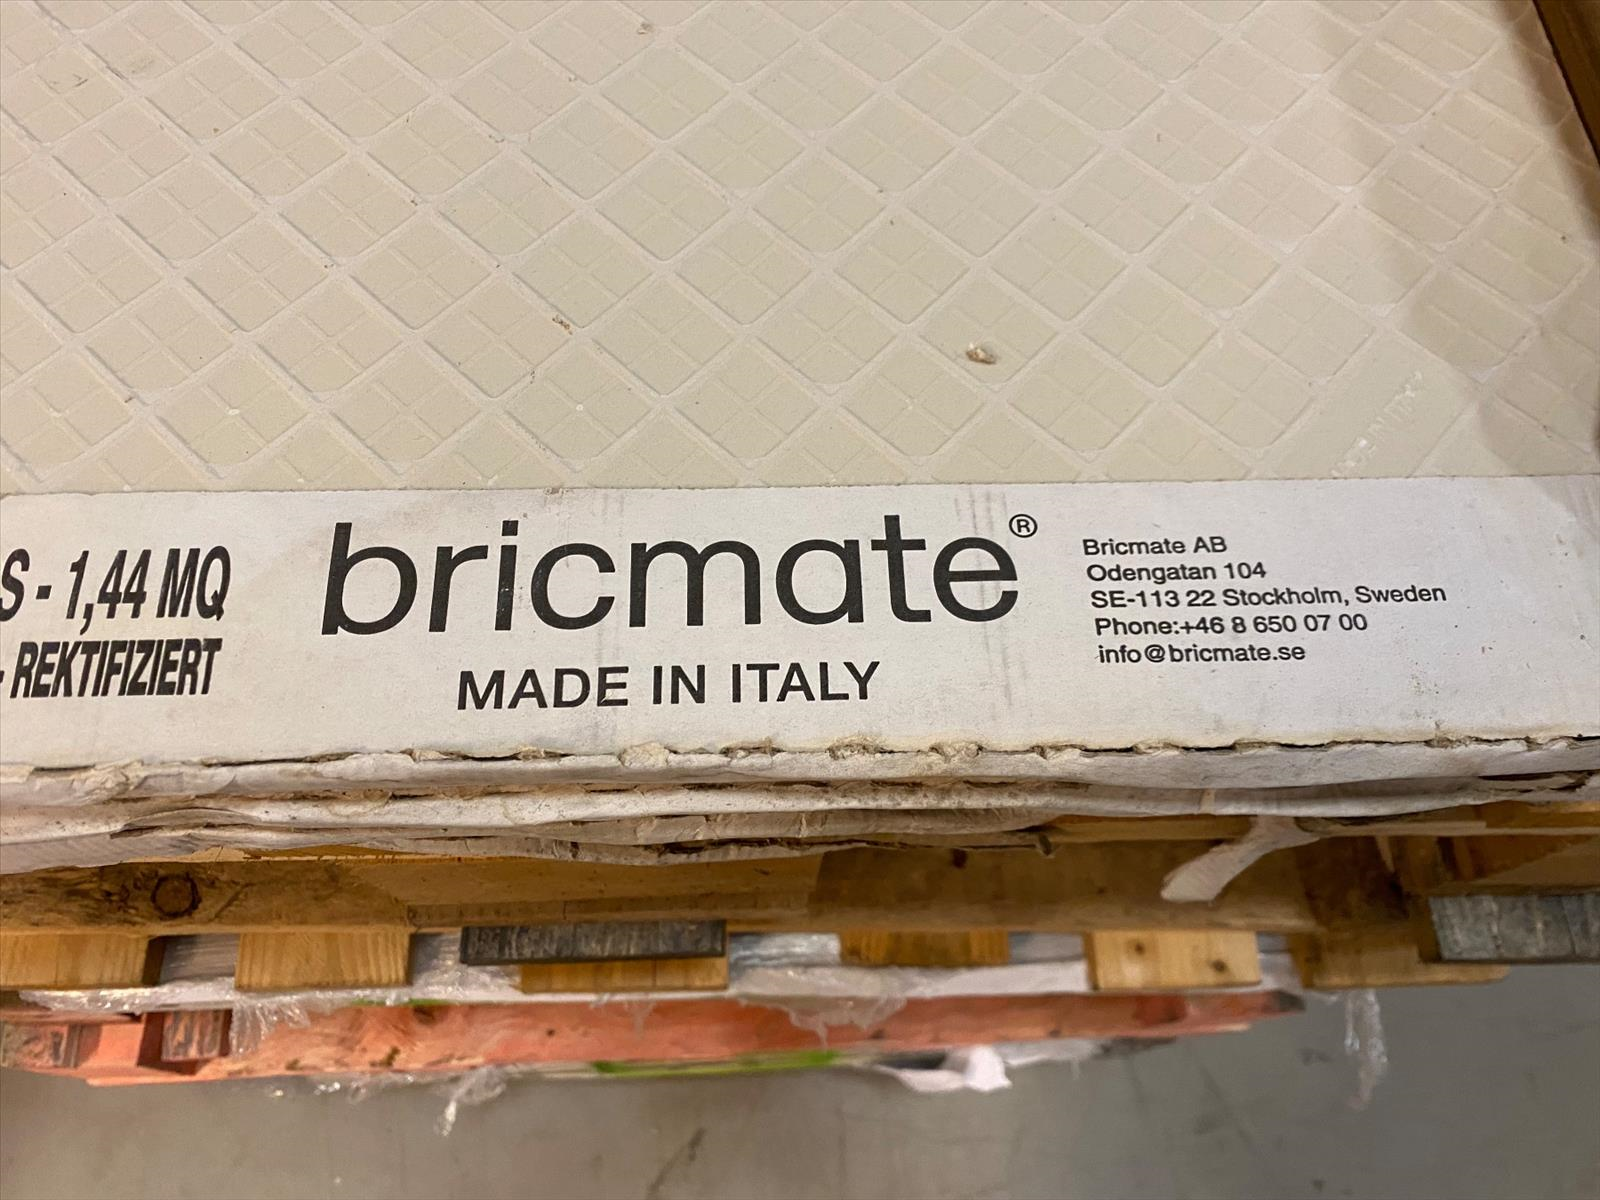 S - 1,44 MQ
- REKTIFIZIERT
bricmate®
MADE IN ITALY
Bricmate AB
Odengatan 104
SE-113 22 Stockholm, Sweden
Phone:+46 8 650 07 00
info@bricmate.se